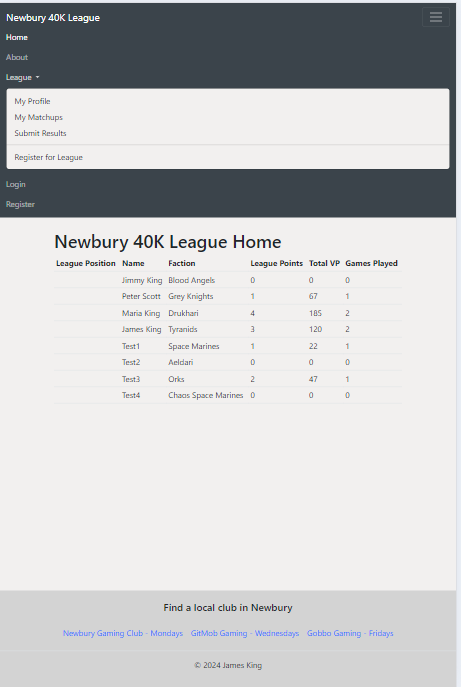 Newbury 40K League
Home
About
League
My Profile
My Matchups
Submit Results
Register for League
Login
Register
Newbury 40K League Home
League Position Name Faction League Points Total VP Games Played
Jimmy King Blood Angels 0 0 0
Peter Scott Grey Knights 1 67 1
Maria King Drukhari 4 185 2
James King Tyranids 3 120 2
Test1 Space Marines 1 22 1
Test2 Aeldari 0 0 0
Test3 Orks 2 47 1
Test4 Chaos Space Marines 0 0 0
Find a local club in Newbury
Newbury Gaming Club - Mondays GitMob Gaming - Wednesdays Gobbo Gaming - Fridays
© 2024 James King